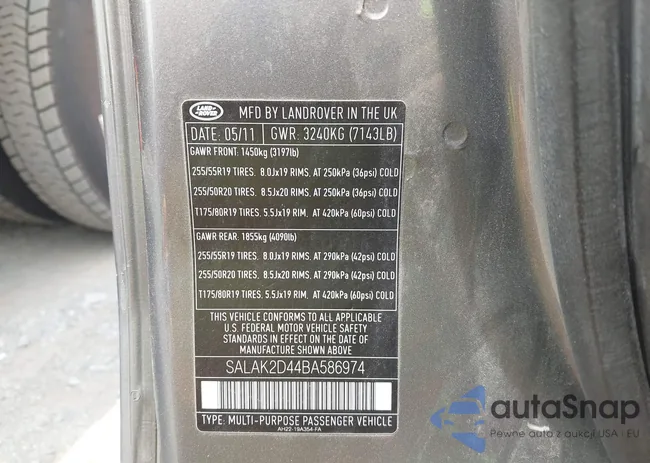 LAND-
ROVER
MFD BY LANDROVER IN THE UK
DATE: 05/11 GWR: 3240KG (7143LB)
GAWR FRONT: 1450kg (3197lb)
255/55R19 TIRES. 8.0Jx19 RIMS, AT 250kPa (36psi) COLD
255/50R20 TIRES. 8.5Jx20 RIMS, AT 250kPa (36psi) COLD
T175/80R19 TIRES. 5.5Jx19 RIM, AT 420kPa (60psi) COLD
GAWR REAR: 1855kg (4090lb)
255/55R19 TIRES. 8.0Jx19 RIMS, AT 290kPa (42psi) COLD
255/50R20 TIRES. 8.5Jx20 RIMS, AT 290kPa (42psi) COLD
T175/80R19 TIRES, 5.5Jx19 RIM, AT 420kPa (60psi) COLD
THIS VEHICLE CONFORMS TO ALL APPLICABLE
U.S. FEDERAL MOTOR VEHICLE SAFETY
STANDARDS IN EFFECT ON THE DATE OF
MANUFACTURE SHOWN ABOVE
SALAK2D44BA586974
TYPE: MULTI-PURPOSE PASSENGER VEHICLE
AH22-19A354-FA
autoSnap
Pewne auta z aukcji USA - EU